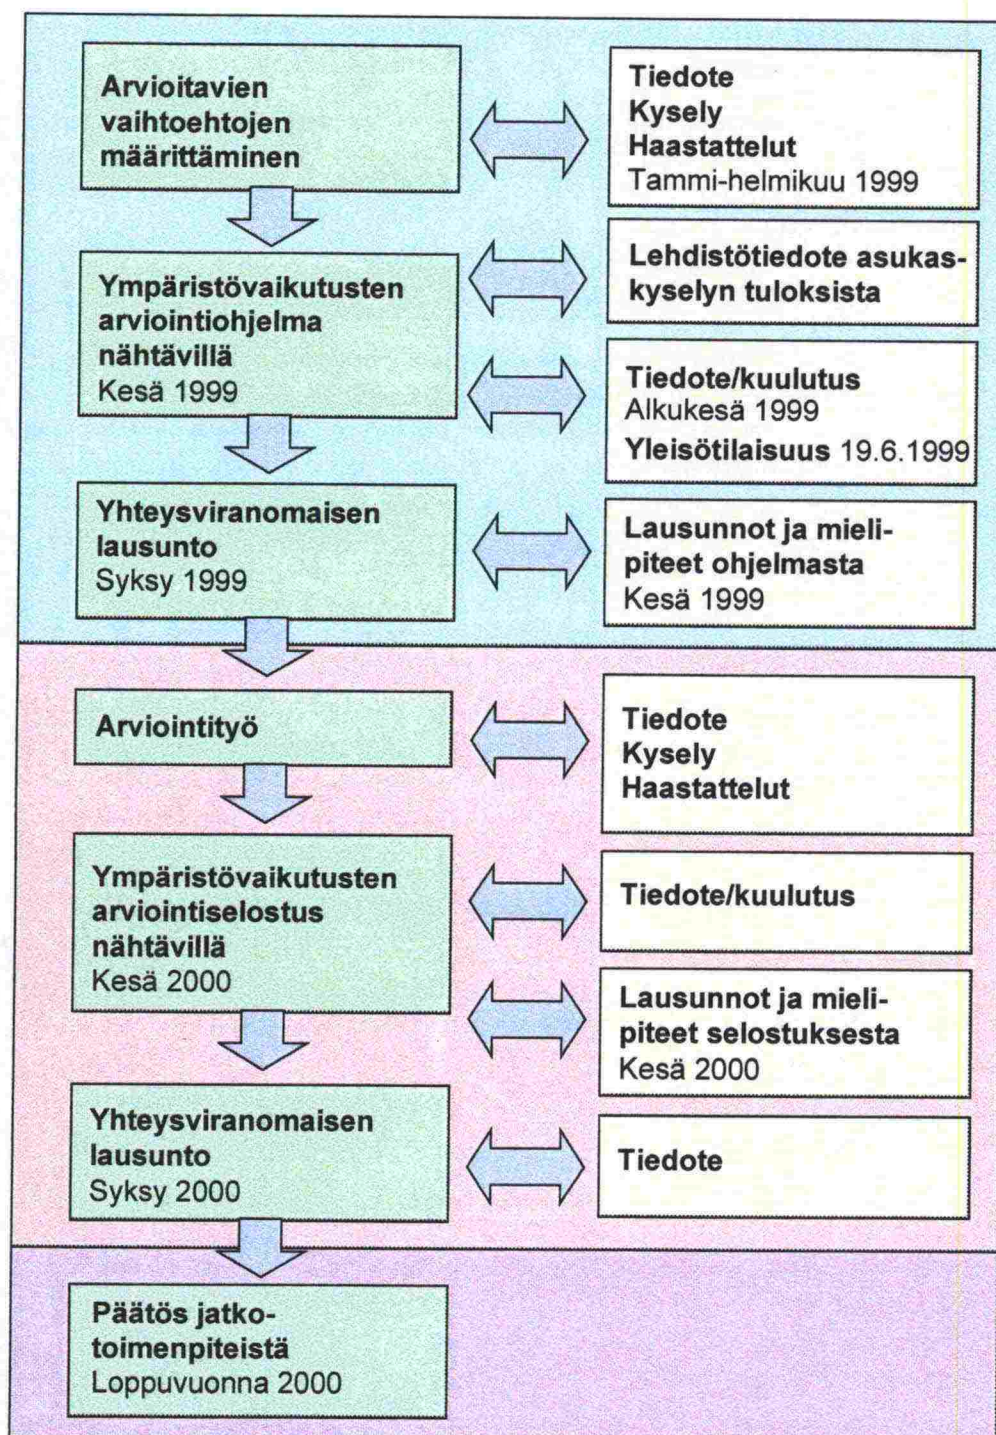 Arvioitavien
vaihtoehtojen
määrittäminen
Tiedote
Kysely
Haastattelut
Tammi-helmikuu 1999
Ympäristövaikutusten
arviointiohjelma
nähtävillä
Kesä 1999
Lehdistötiedote asukas-
kyselyn tuloksista
Tiedote/kuulutus
Alkukesä 1999
Yleisötilaisuus 19.6.1999
Yhteysviranomaisen
lausunto
Syksy 1999
Lausunnot ja mieli-
piteet ohjelmasta
Kesä 1999
Arviointityö
Tiedote
Kysely
Haastattelut
Ympäristövaikutusten
arviointiselostus
nähtävillä
Kesä 2000
Tiedote/kuulutus
Lausunnot ja mieli-
piteet selostuksesta
Kesä 2000
Yhteysviranomaisen
lausunto
Syksy 2000
Tiedote
Päätös jatko-
toimenpiteistä
Loppuvuonna 2000